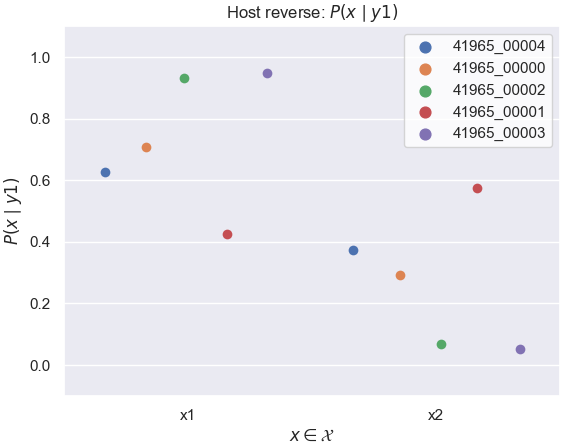 Host reverse: P(x | y1)
41965_00004
41965_00000
41965_00002
41965_00001
41965_00003
P(x | y1)
1.0
0.8
0.6
0.4
0.2
0.0
x1
x2
x ∈ 𝒳